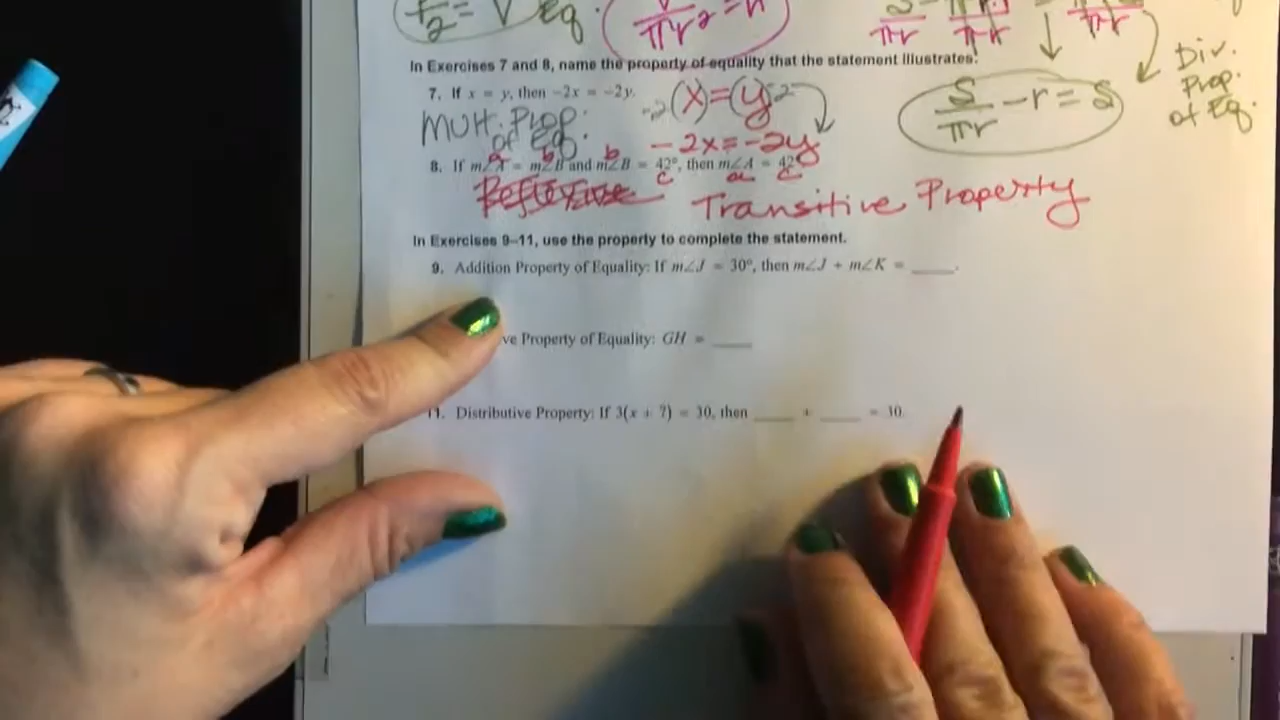 V Eq.
V/πr² = h
In Exercises 7 and 8, name the property of equality that the statement illustrates.
7. If x = y, then −2x = −2y.
-2(x)=(y)-2
Mult. Prop. of Eq.
-2x=-2y
S/πr - r = s
Div. Prop. of Eq.
a b b
8. If m∠A = m∠B and m∠B = 42°, then m∠A = 42°
c a c
Reflexive Transitive Property
In Exercises 9–11, use the property to complete the statement.
9. Addition Property of Equality: If m∠J = 30°, then m∠J + m∠K = ____.
ve Property of Equality: GH = ____
11. Distributive Property: If 3(x + 7) = 30, then ____ + ____ = 30.